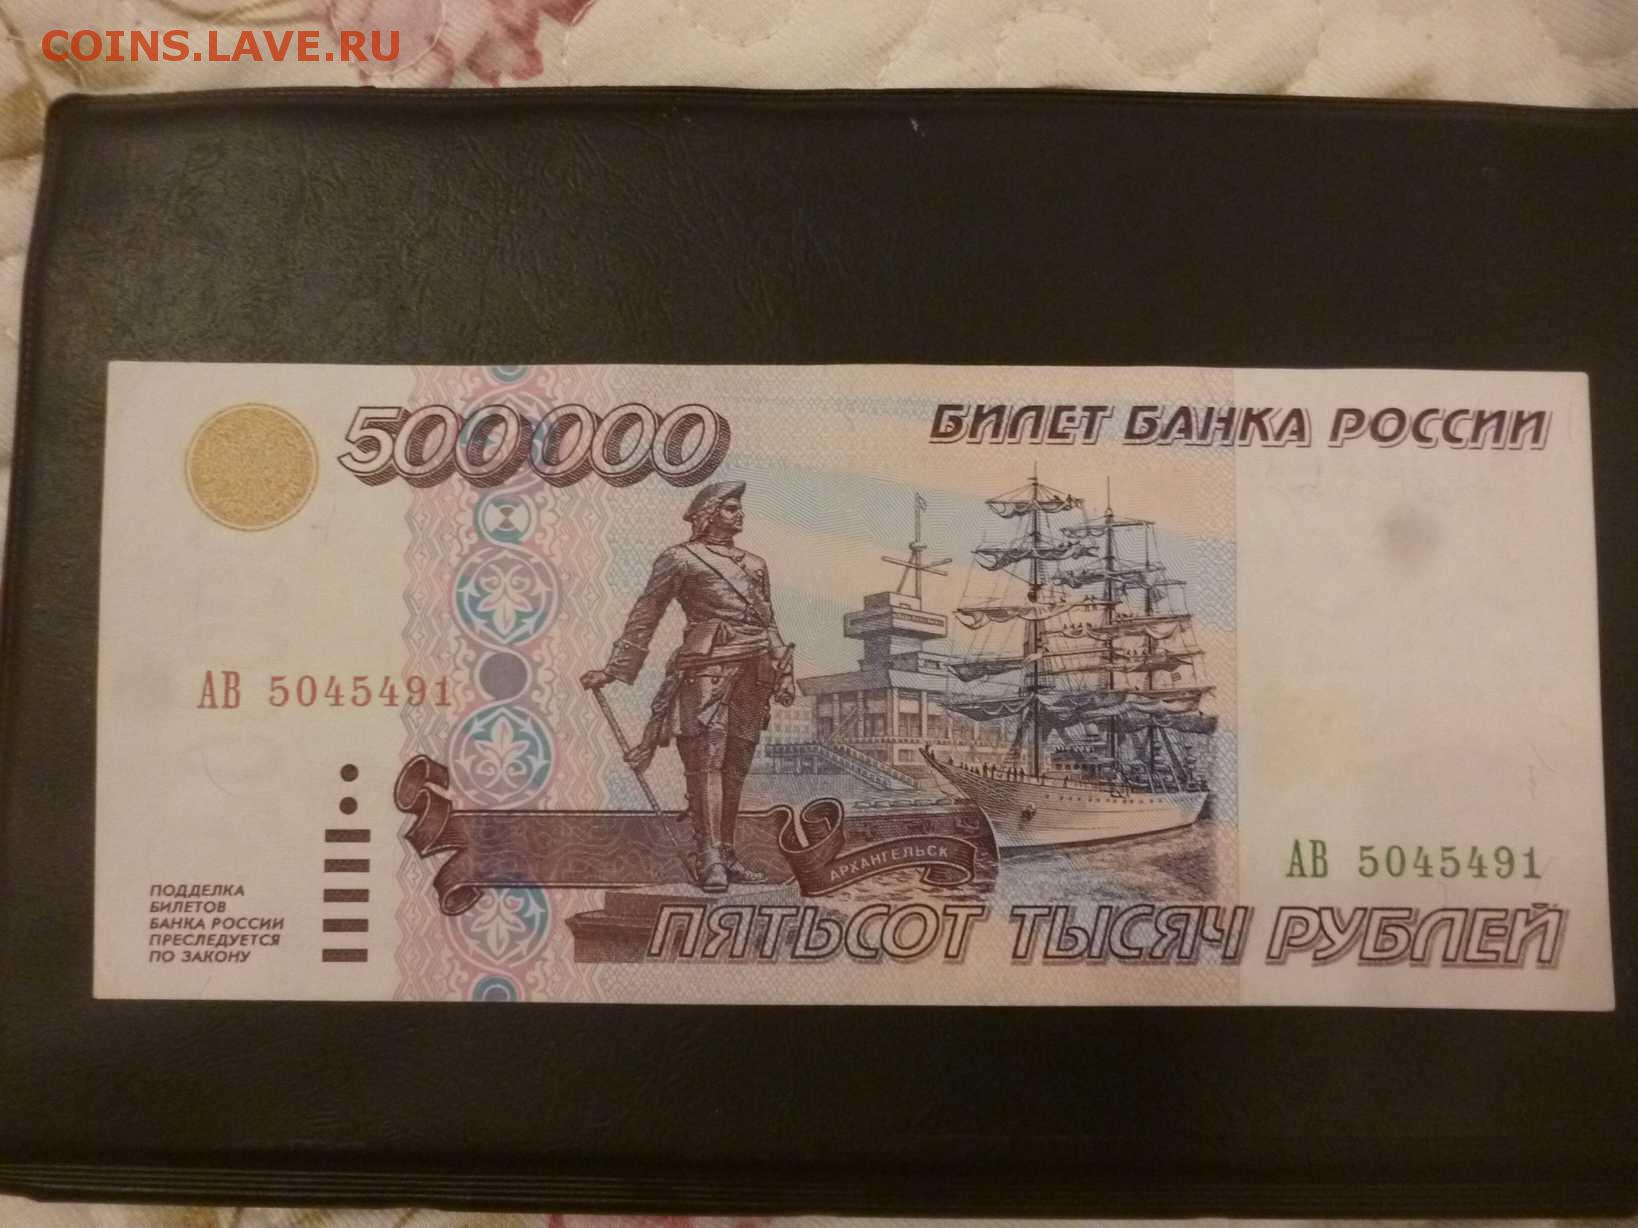 COINS.LAVE.RU
500000
БИЛЕТ БАНКА РОССИИ
АВ 5045491
АРХАНГЕЛЬСК
АВ 5045491
ПОДДЕЛКА
БИЛЕТОВ
БАНКА РОССИИ
ПРЕСЛЕДУЕТСЯ
ПО ЗАКОНУ
ПЯТЬСОТ ТЫСЯЧ РУБЛЕЙ